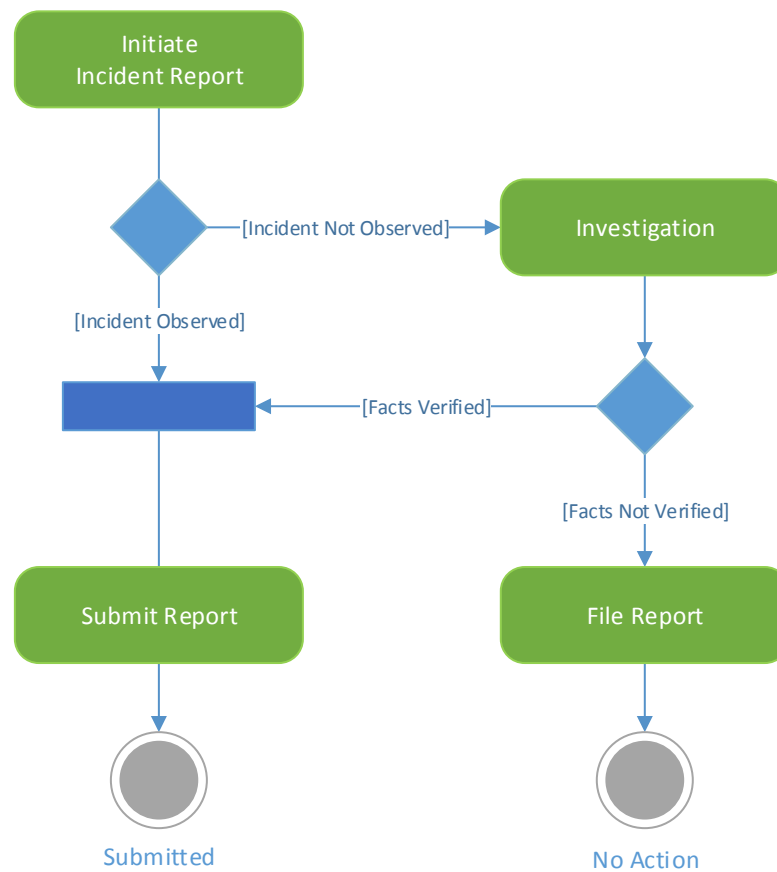 Initiate
Incident Report
[Incident Not Observed]
Investigation
[Incident Observed]
[Facts Verified]
[Facts Not Verified]
Submit Report
File Report
Submitted
No Action